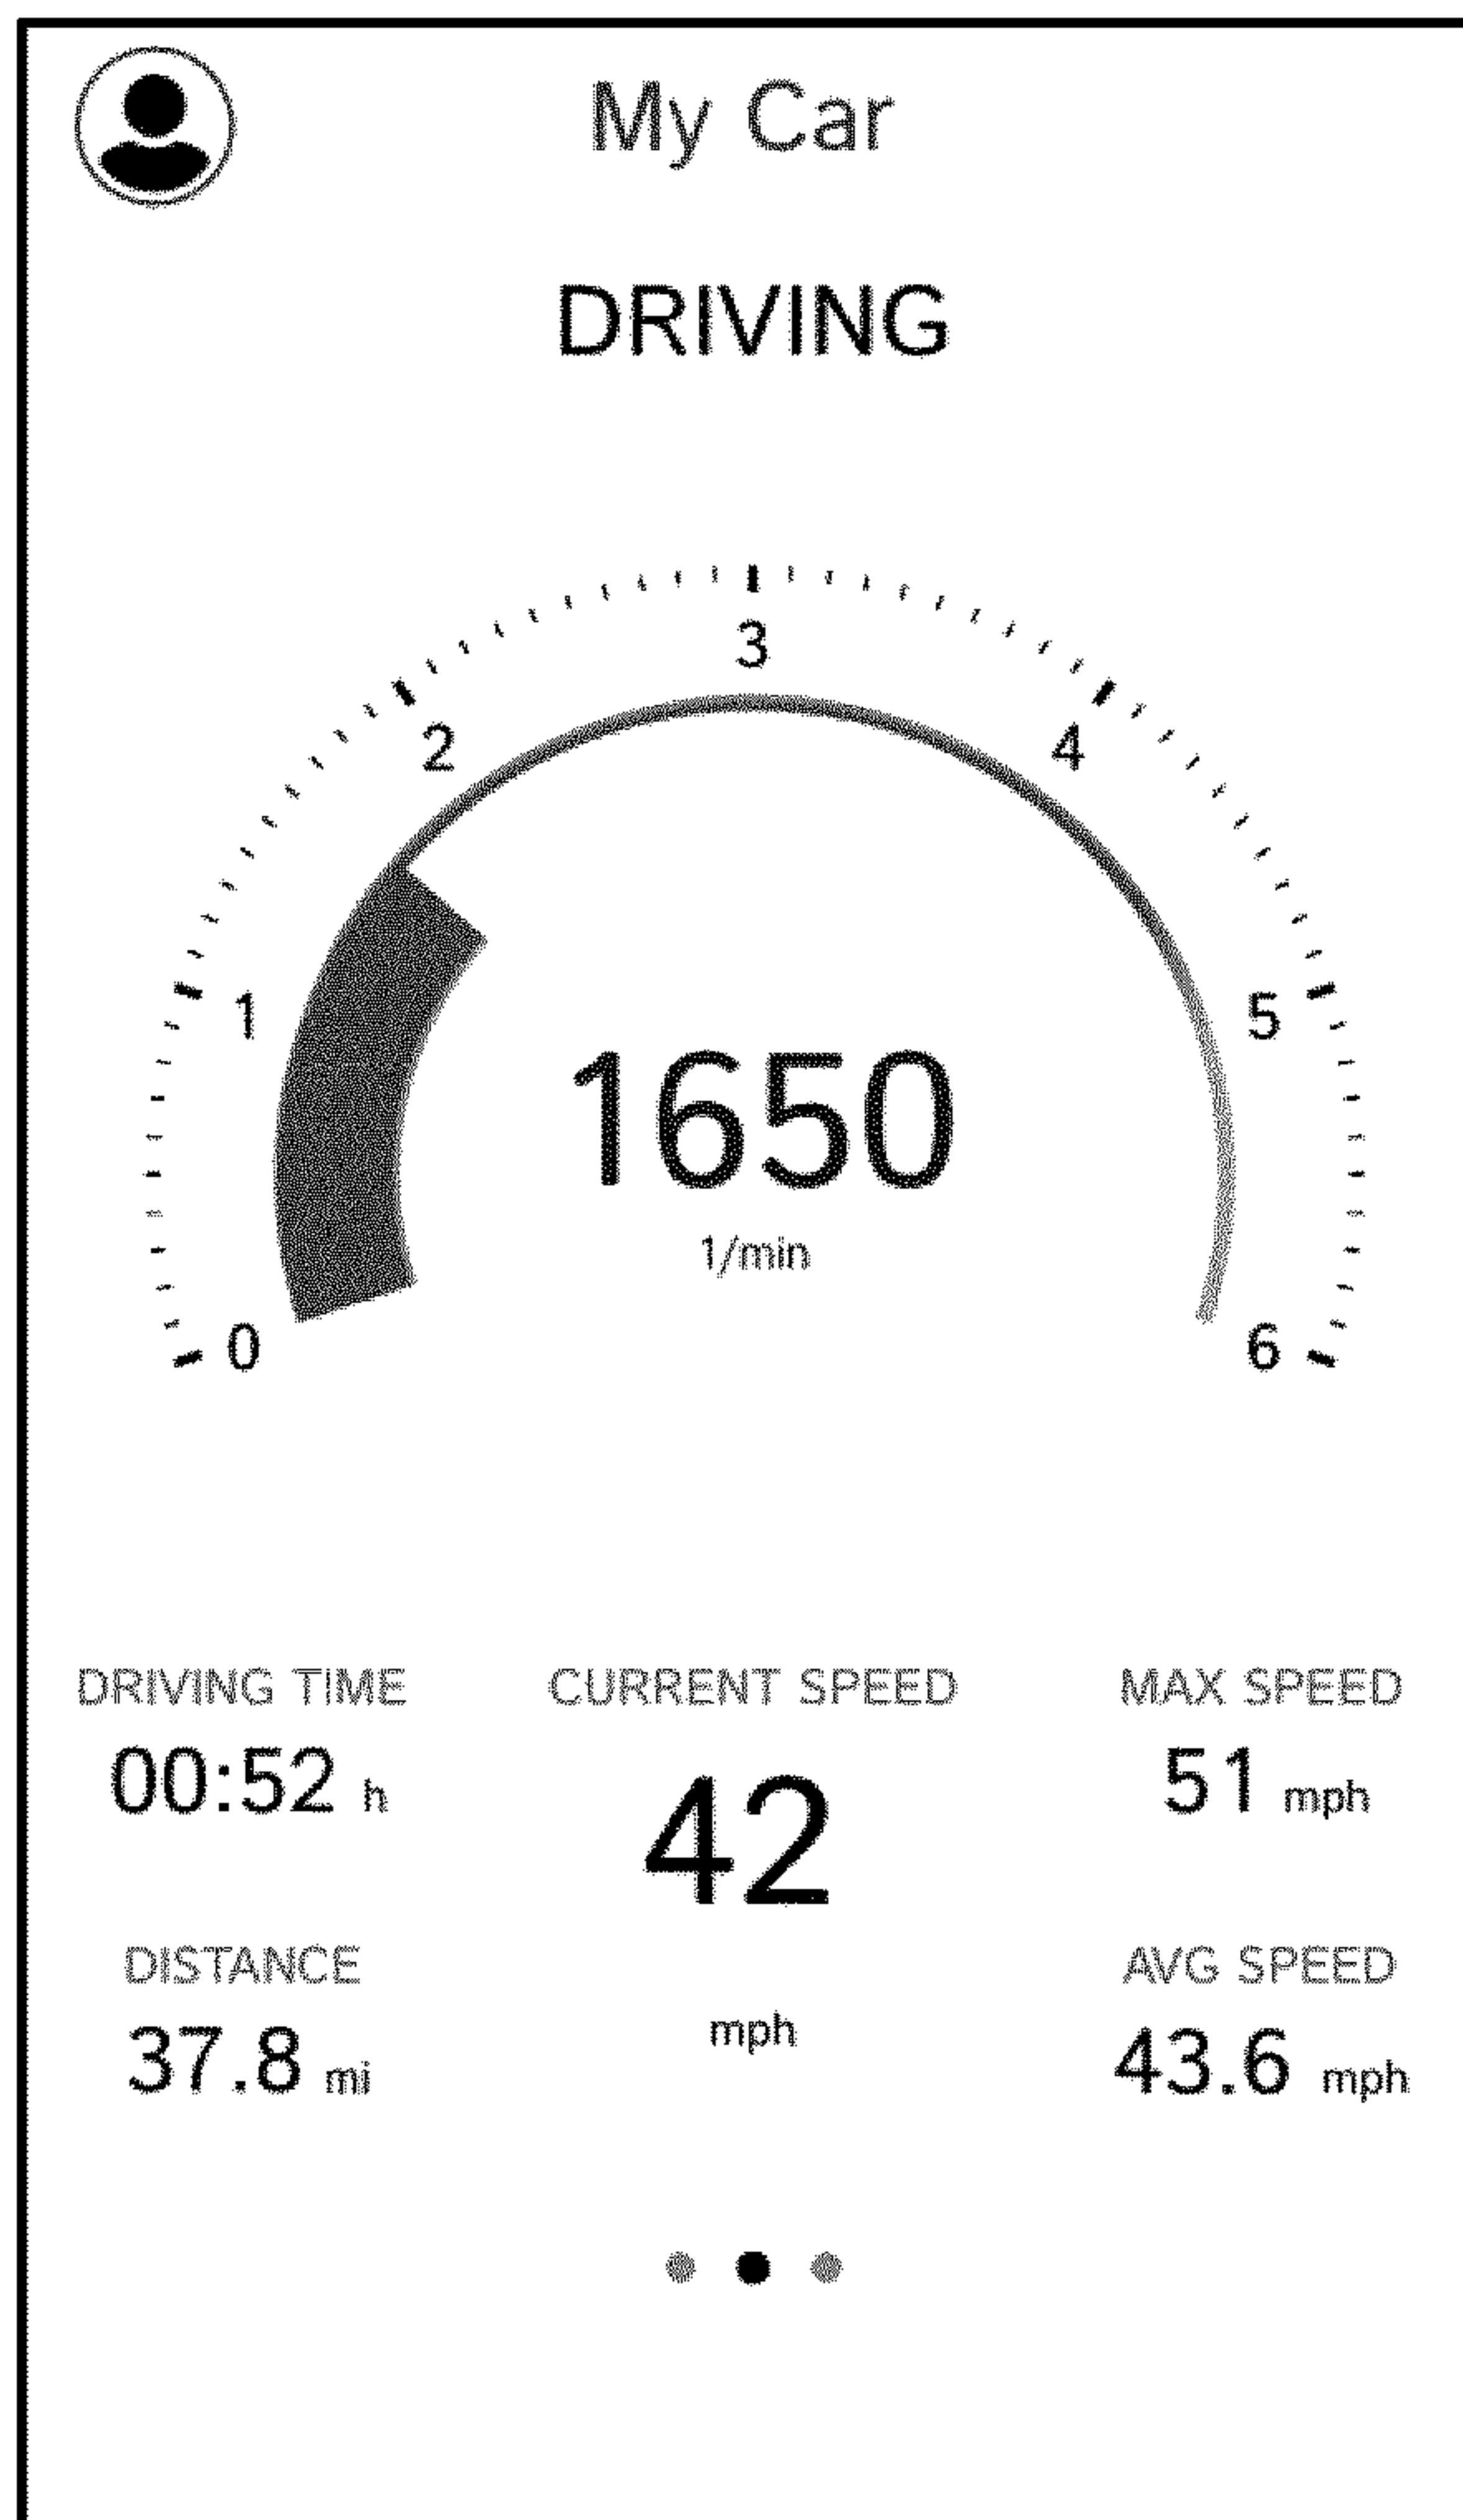 My Car
DRIVING
3
2
4
1
5
1650
1/min
0
6
DRIVING TIME
00:52 h
CURRENT SPEED
42
mph
MAX SPEED
51 mph
DISTANCE
37.8 mi
AVG SPEED
43.6 mph